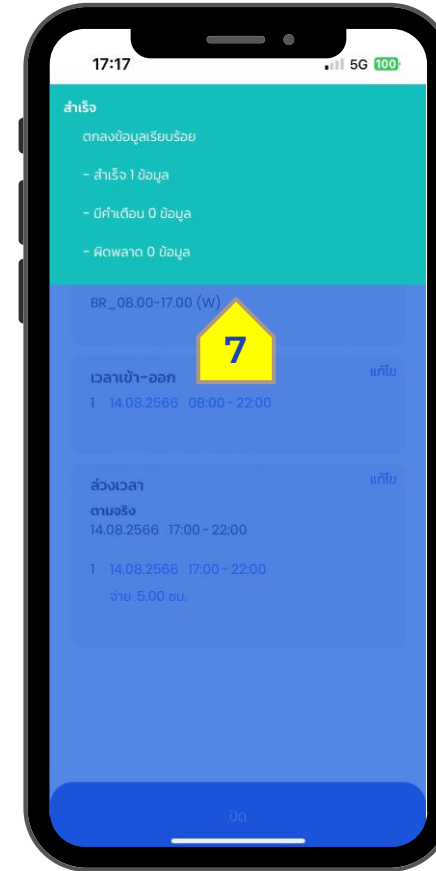 17:17 5G 100
สำเร็จ
ตกลงข้อมูลเรียบร้อย
- สำเร็จ 1 ข้อมูล
- มีคำเตือน 0 ข้อมูล
- ผิดพลาด 0 ข้อมูล
BR_08.00-17.00 (W)
7
เวลาเข้า-ออก แก้ไข
1 14.08.2566 08:00-22:00
ล่วงเวลา แก้ไข
ตามจริง
14.08.2566 17:00-22:00
1 14.08.2566 17:00-22:00
จ่าย 5.00 ชม.
ปิด